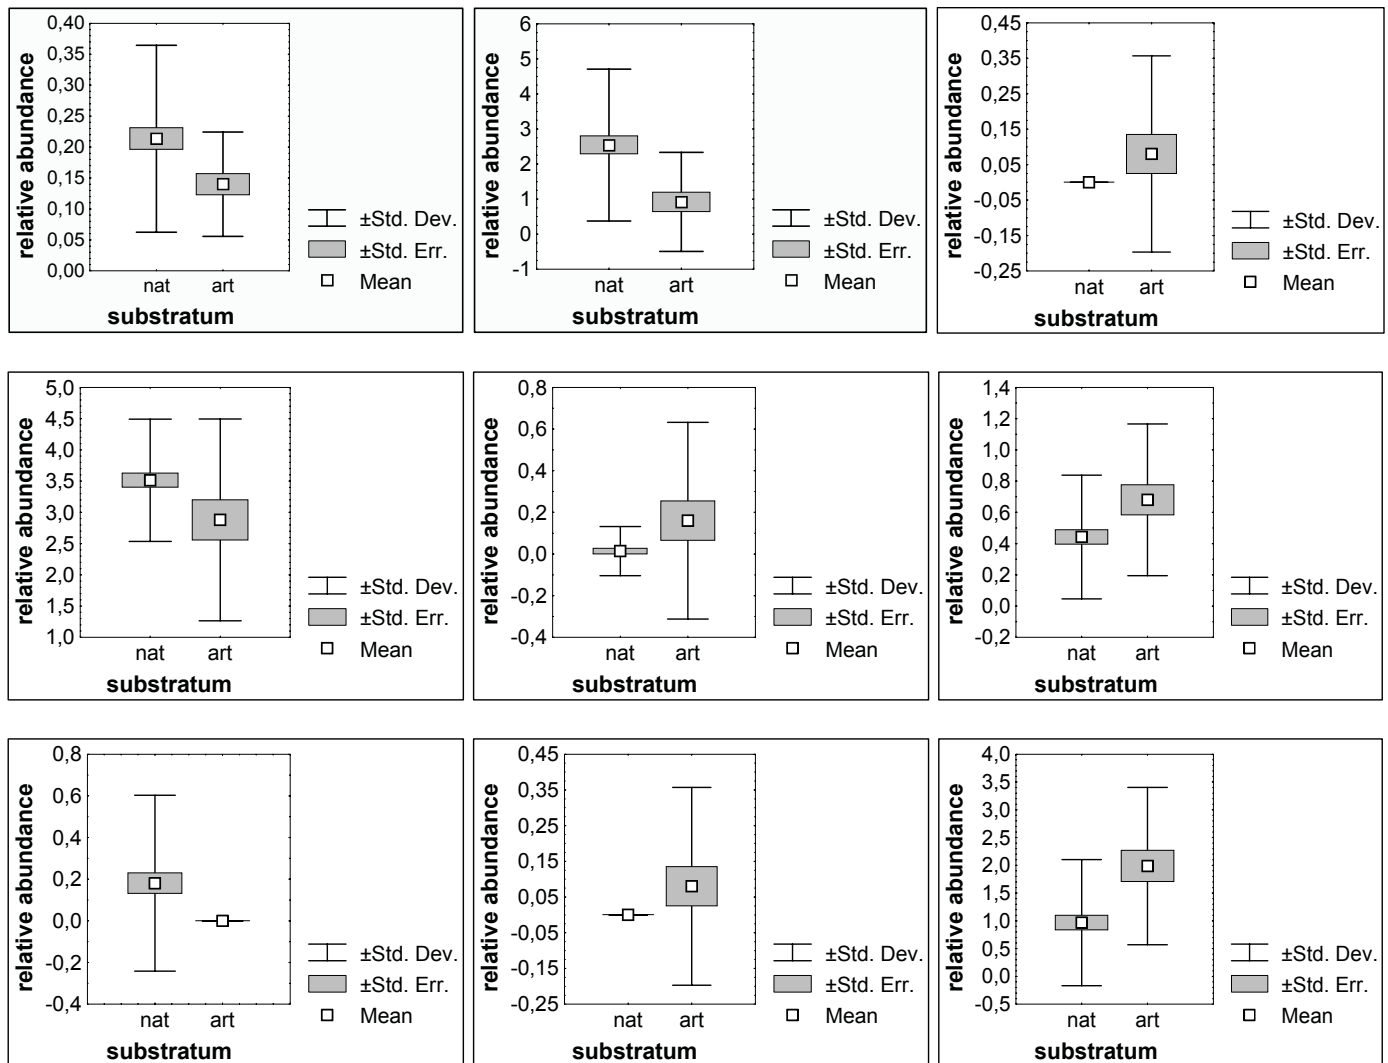 relative abundance
0,40
0,35
0,30
0,25
0,20
0,15
0,10
0,05
0,00
nat art
substratum
±Std. Dev.
±Std. Err.
Mean
relative abundance
6
5
4
3
2
1
0
-1
nat art
substratum
±Std. Dev.
±Std. Err.
Mean
relative abundance
0,45
0,35
0,25
0,15
0,05
-0,05
-0,15
-0,25
nat art
substratum
±Std. Dev.
±Std. Err.
Mean
relative abundance
5,0
4,5
4,0
3,5
3,0
2,5
2,0
1,5
1,0
nat art
substratum
±Std. Dev.
±Std. Err.
Mean
relative abundance
0,8
0,6
0,4
0,2
0,0
-0,2
-0,4
nat art
substratum
±Std. Dev.
±Std. Err.
Mean
relative abundance
1,4
1,2
1,0
0,8
0,6
0,4
0,2
0,0
-0,2
nat art
substratum
±Std. Dev.
±Std. Err.
Mean
relative abundance
0,8
0,6
0,4
0,2
0,0
-0,2
-0,4
nat art
substratum
±Std. Dev.
±Std. Err.
Mean
relative abundance
0,45
0,35
0,25
0,15
0,05
-0,05
-0,15
-0,25
nat art
substratum
±Std. Dev.
±Std. Err.
Mean
relative abundance
4,0
3,5
3,0
2,5
2,0
1,5
1,0
0,5
0,0
-0,5
nat art
substratum
±Std. Dev.
±Std. Err.
Mean